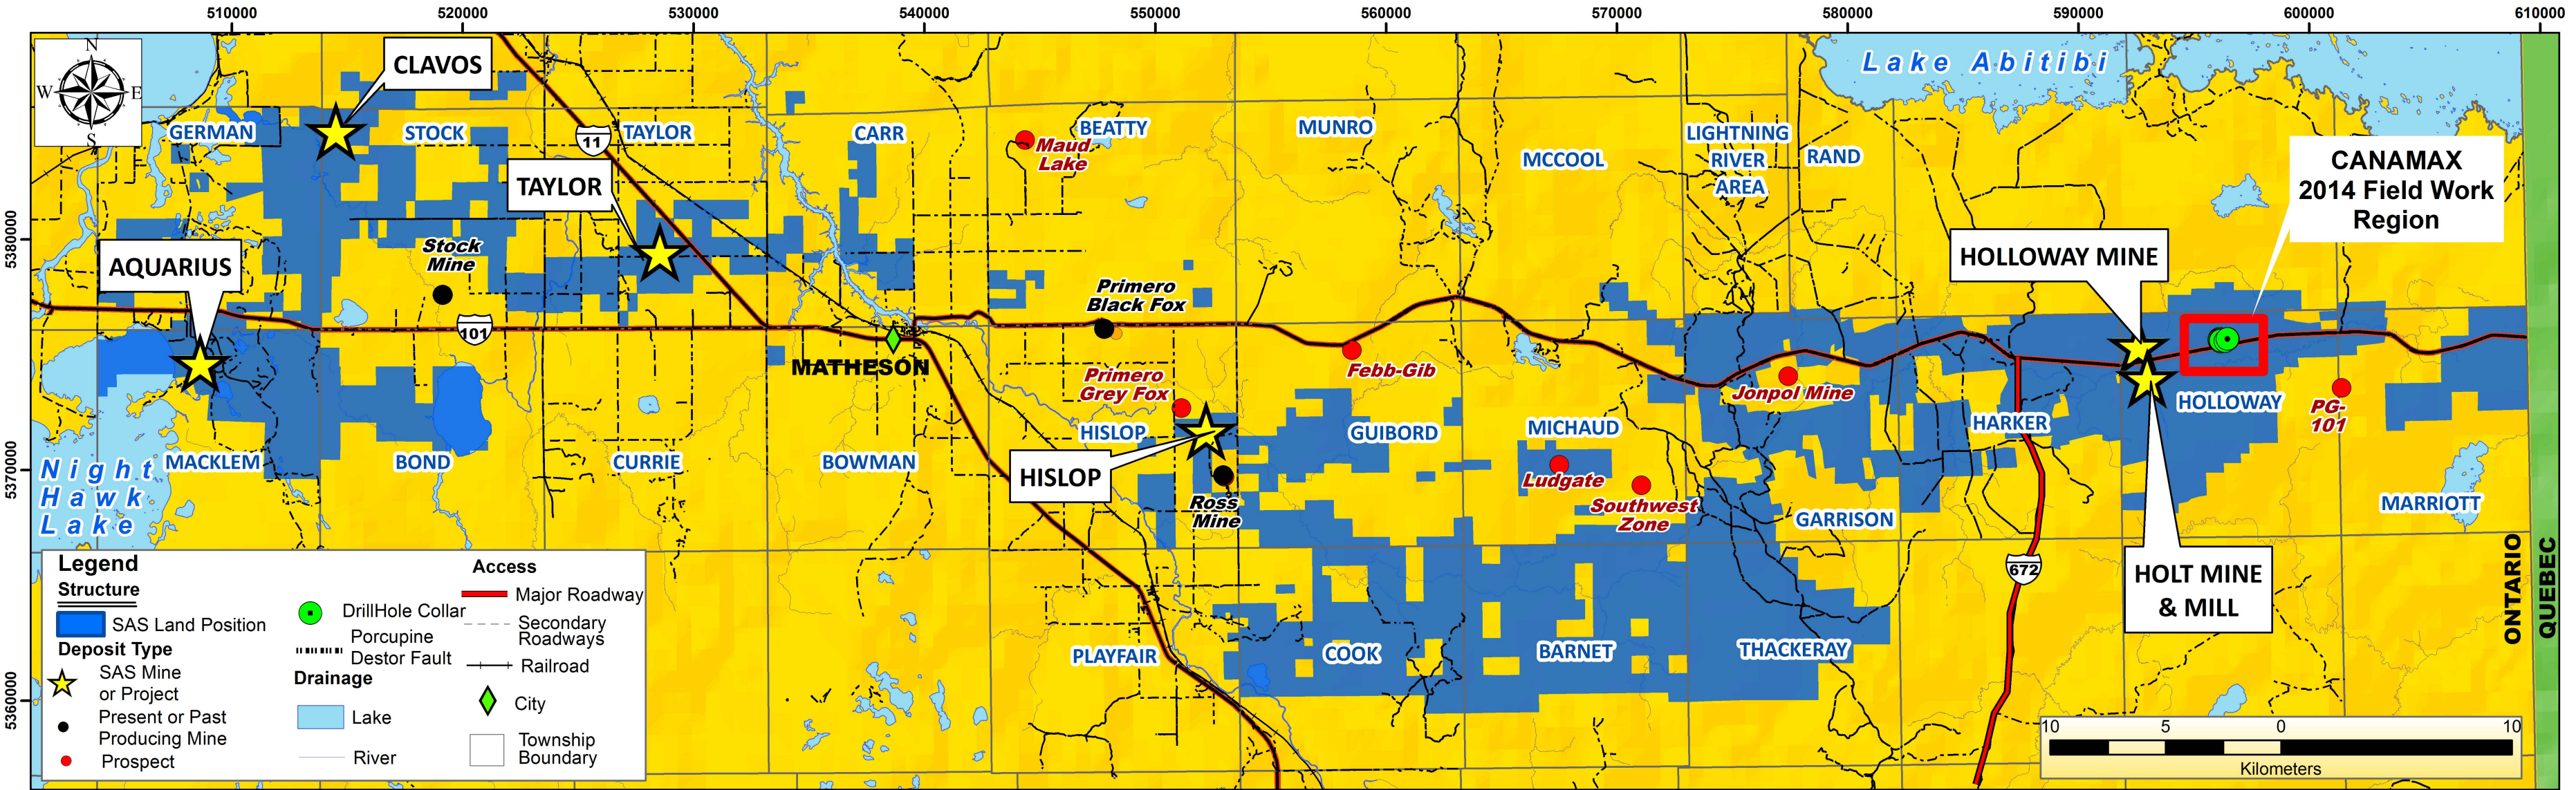 510000 520000 530000 540000 550000 560000 570000 580000 590000 600000 610000
N
W E
S
CLAVOS
Lake Abitibi
GERMAN
STOCK
11
TAYLOR
CARR
Maud
Lake
BEATTY
MUNRO
MCCOOL
LIGHTNING
RIVER
AREA
RAND
CANAMAX
2014 Field Work
Region
TAYLOR
5380000
AQUARIUS
Stock
Mine
Primero
Black Fox
HOLLOWAY MINE
101
MATHESON
Primero
Grey Fox
Febb-Gib
Jonpol Mine
HOLLOWAY
PG-
101
HISLOP
GUIBORD
MICHAUD
HARKER
5370000
Night
Hawk
Lake
MACKLEM
BOND
CURRIE
BOWMAN
HISLOP
Ross
Mine
Ludgate
Southwest
Zone
GARRISON
MARRIOTT
672
HOLT MINE
& MILL
ONTARIO
QUEBEC
PLAYFAIR
COOK
BARNET
THACKERAY
5360000
Legend
Structure
SAS Land Position
Deposit Type
SAS Mine
or Project
Present or Past
Producing Mine
Prospect
DrillHole Collar
Porcupine
Destor Fault
Drainage
Lake
River
Access
Major Roadway
Secondary
Roadways
Railroad
City
Township
Boundary
10 5 0 10
Kilometers